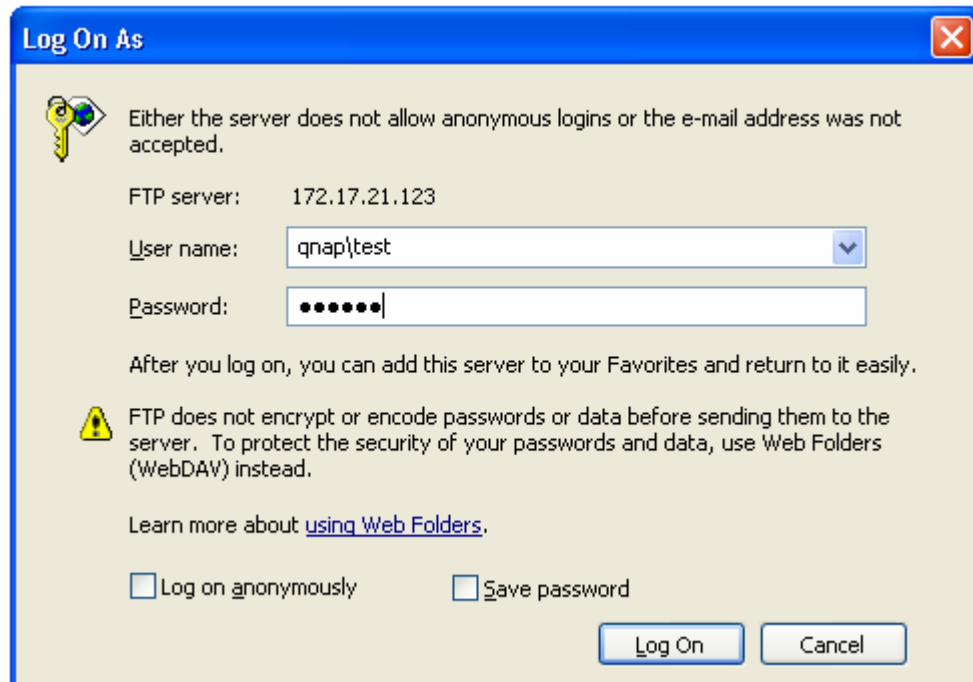 Log On As
Either the server does not allow anonymous logins or the e-mail address was not
accepted.
FTP server: 172.17.21.123
User name: qnap\test
Password: ●●●●●●
After you log on, you can add this server to your Favorites and return to it easily.
FTP does not encrypt or encode passwords or data before sending them to the
server. To protect the security of your passwords and data, use Web Folders
(WebDAV) instead.
Learn more about using Web Folders.
Log on anonymously Save password
Log On Cancel